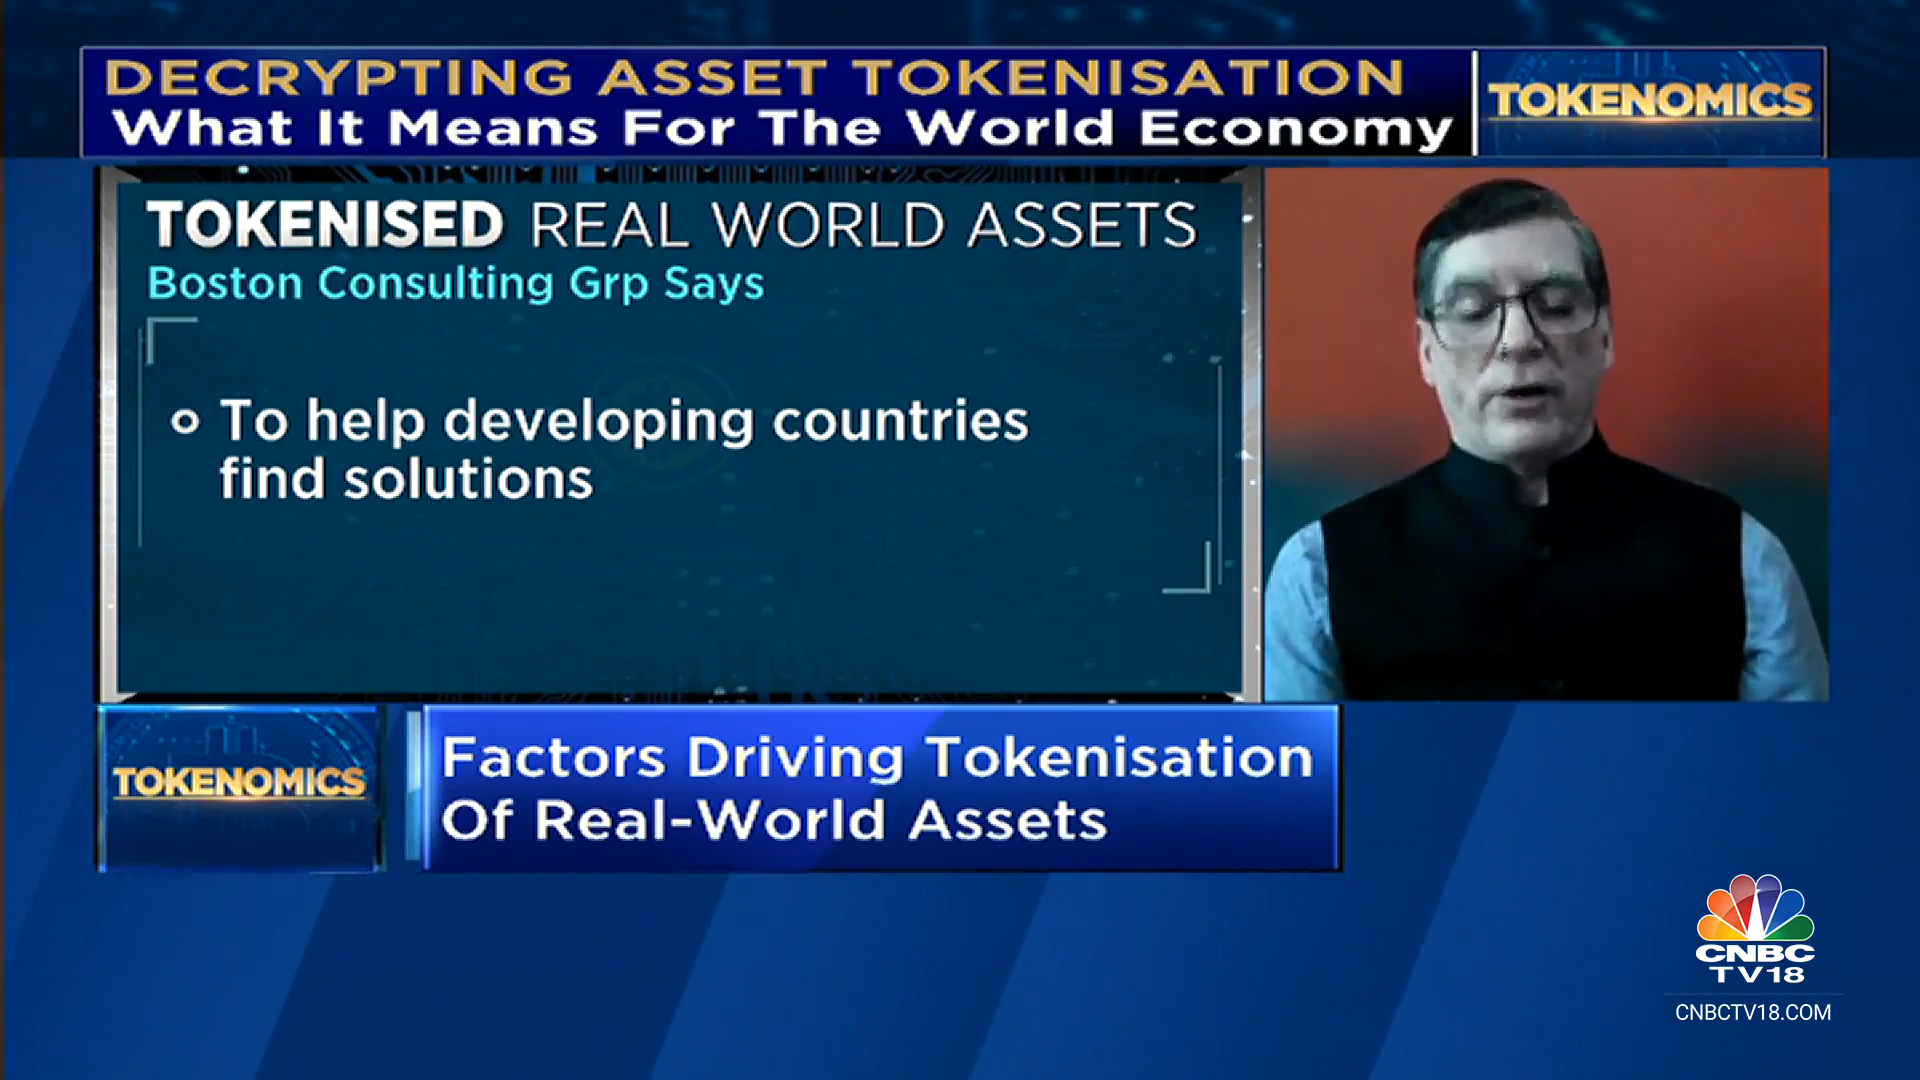 DECRYPTING ASSET TOKENISATION
What It Means For The World Economy
TOKENOMICS
TOKENISED REAL WORLD ASSETS
Boston Consulting Grp Says
To help developing countries
find solutions
TOKENOMICS
Factors Driving Tokenisation
Of Real-World Assets
CNBC
TV18
CNBCTV18.COM